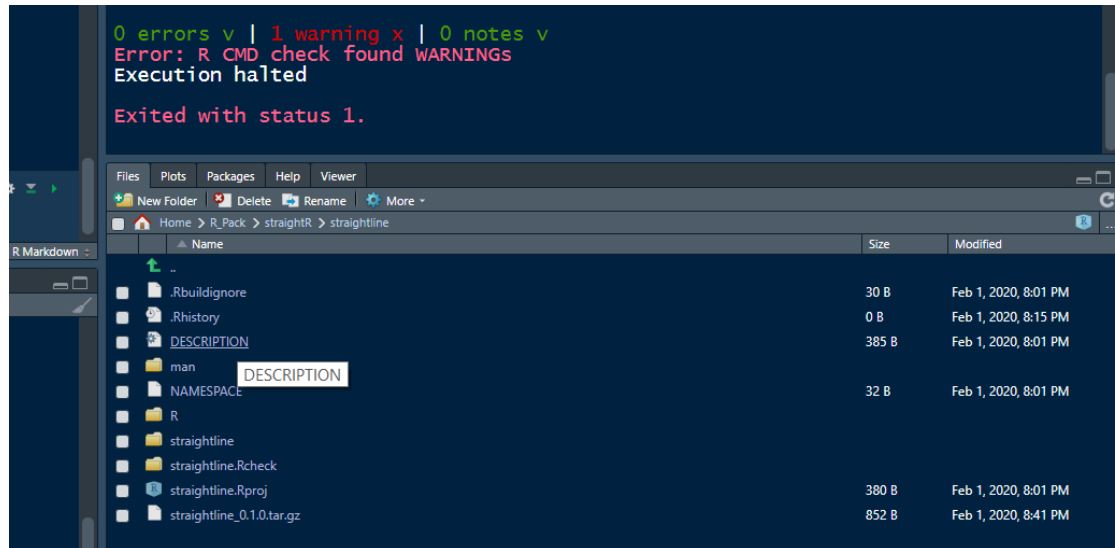 0 errors v | 1 warning x | 0 notes v
Error: R CMD check found WARNINGs
Execution halted
Exited with status 1.
Files Plots Packages Help Viewer
New Folder Delete Rename More
Home > R_Pack > straightR > straightline
R Markdown
Name Size Modified
..
.Rbuildignore 30 B Feb 1, 2020, 8:01 PM
.Rhistory 0 B Feb 1, 2020, 8:15 PM
DESCRIPTION 385 B Feb 1, 2020, 8:01 PM
man
DESCRIPTION
NAMESPACE 32 B Feb 1, 2020, 8:01 PM
R
straightline
straightline.Rcheck
straightline.Rproj 380 B Feb 1, 2020, 8:01 PM
straightline_0.1.0.tar.gz 852 B Feb 1, 2020, 8:41 PM